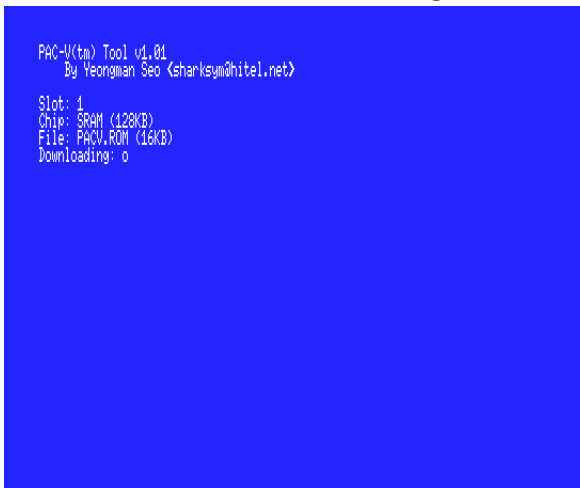 PAC-V(tm) Tool v1.01
By Yeongman Seo <sharksym@hitel.net>
Slot: 1
Chip: SRAM (128KB)
File: PACV.ROM (16KB)
Downloading: o